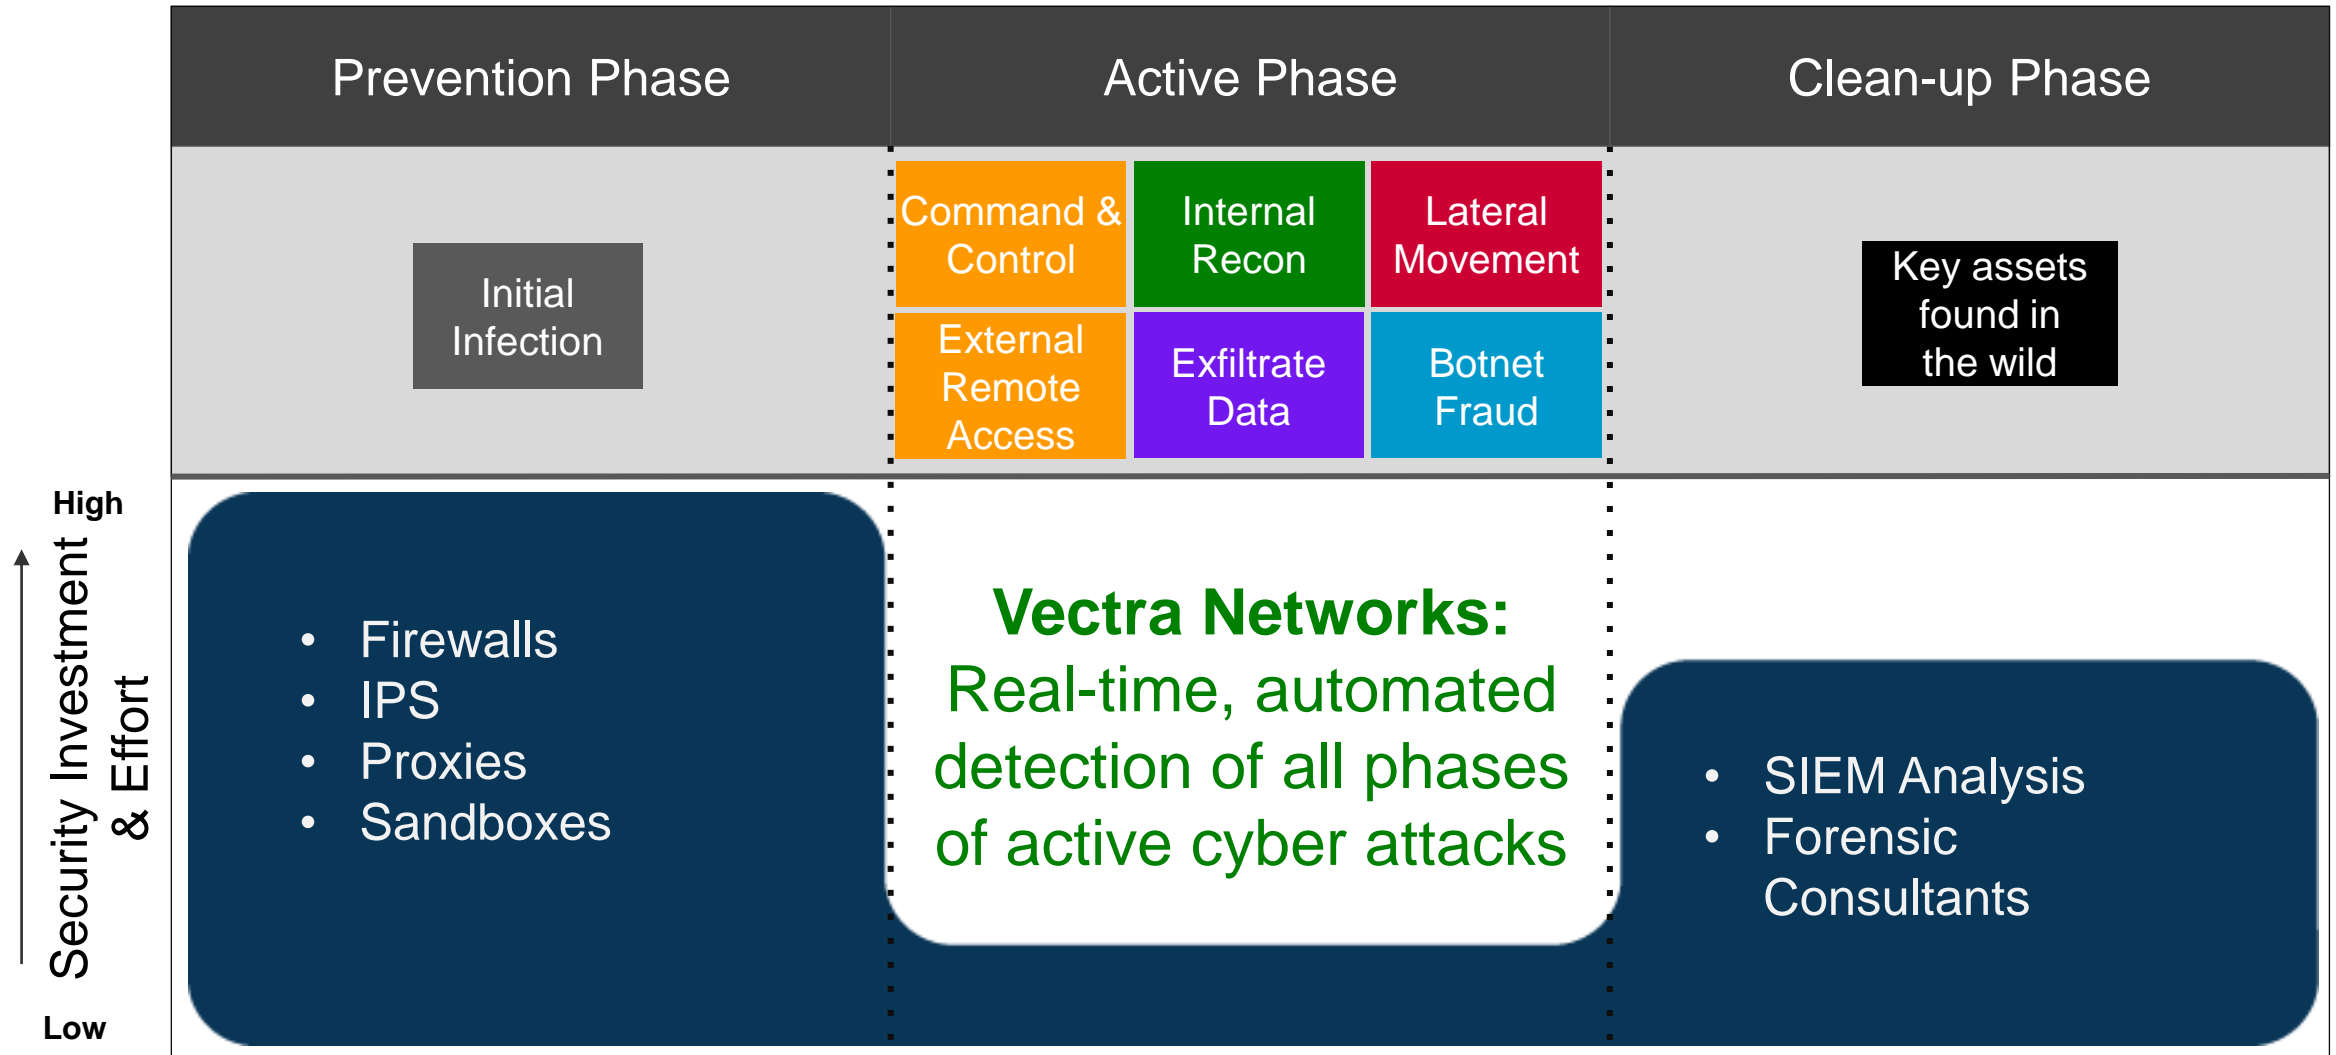 Prevention Phase
Active Phase
Clean-up Phase
Initial
Infection
Command &
Control
Internal
Recon
Lateral
Movement
External
Remote
Access
Exfiltrate
Data
Botnet
Fraud
Key assets
found in
the wild
High
Security Investment
& Effort
Low
• Firewalls
• IPS
• Proxies
• Sandboxes
Vectra Networks:
Real-time, automated
detection of all phases
of active cyber attacks
• SIEM Analysis
• Forensic
Consultants